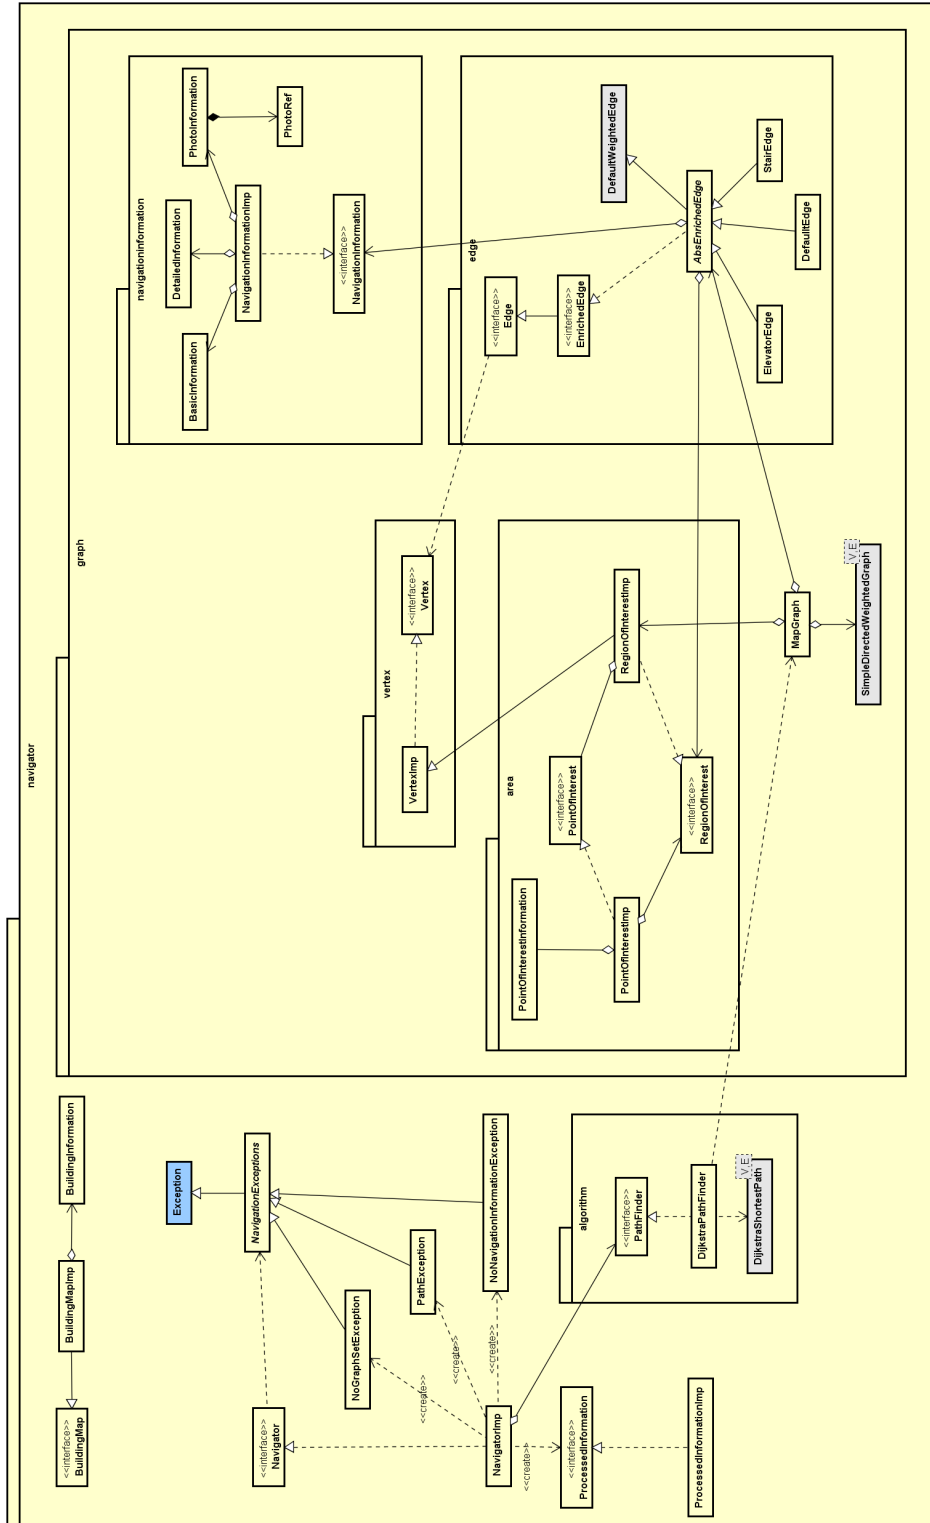 navigator
<<interface>>
BuildingMap
BuildingMapImp
BuildingInformation
Exception
<<interface>>
Navigator
NavigationExceptions
NoGraphSetException
PathException
NoNavigationInformationException
<<create>>
<<create>>
<<create>>
<<create>>
NavigatorImp
<<interface>>
ProcessedInformation
ProcessedInformationImp
algorithm
<<interface>>
PathFinder
DijkstraPathFinder
V,E
DijkstraShortestPath
graph
vertex
VertexImp
<<interface>>
Vertex
area
PointOfInterestInformation
<<interface>>
PointOfInterest
PointOfInterestImp
RegionOfInterestImp
<<interface>>
RegionOfInterest
MapGraph
V,E
SimpleDirectedWeightedGraph
navigationinformation
BasicInformation
DetailedInformation
PhotoInformation
NavigationInformationImp
PhotoRef
<<interface>>
NavigationInformation
edge
<<interface>>
Edge
<<interface>>
EnrichedEdge
DefaultWeightedEdge
AbsEnrichedEdge
ElevatorEdge
DefaultEdge
StairEdge